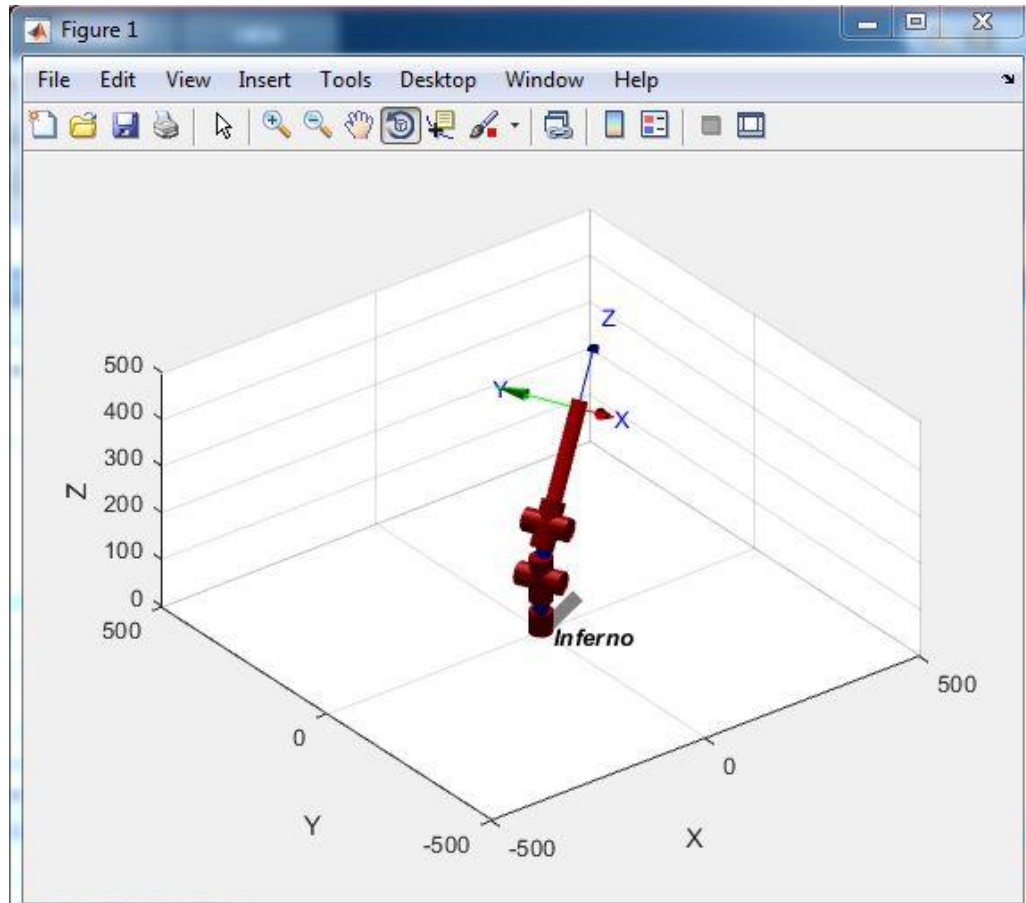 Figure 1
File Edit View Insert Tools Desktop Window Help
Z
Y
X
500
400
300
200
100
0
Z
500
0
-500
Y
Inferno
-500
0
500
X